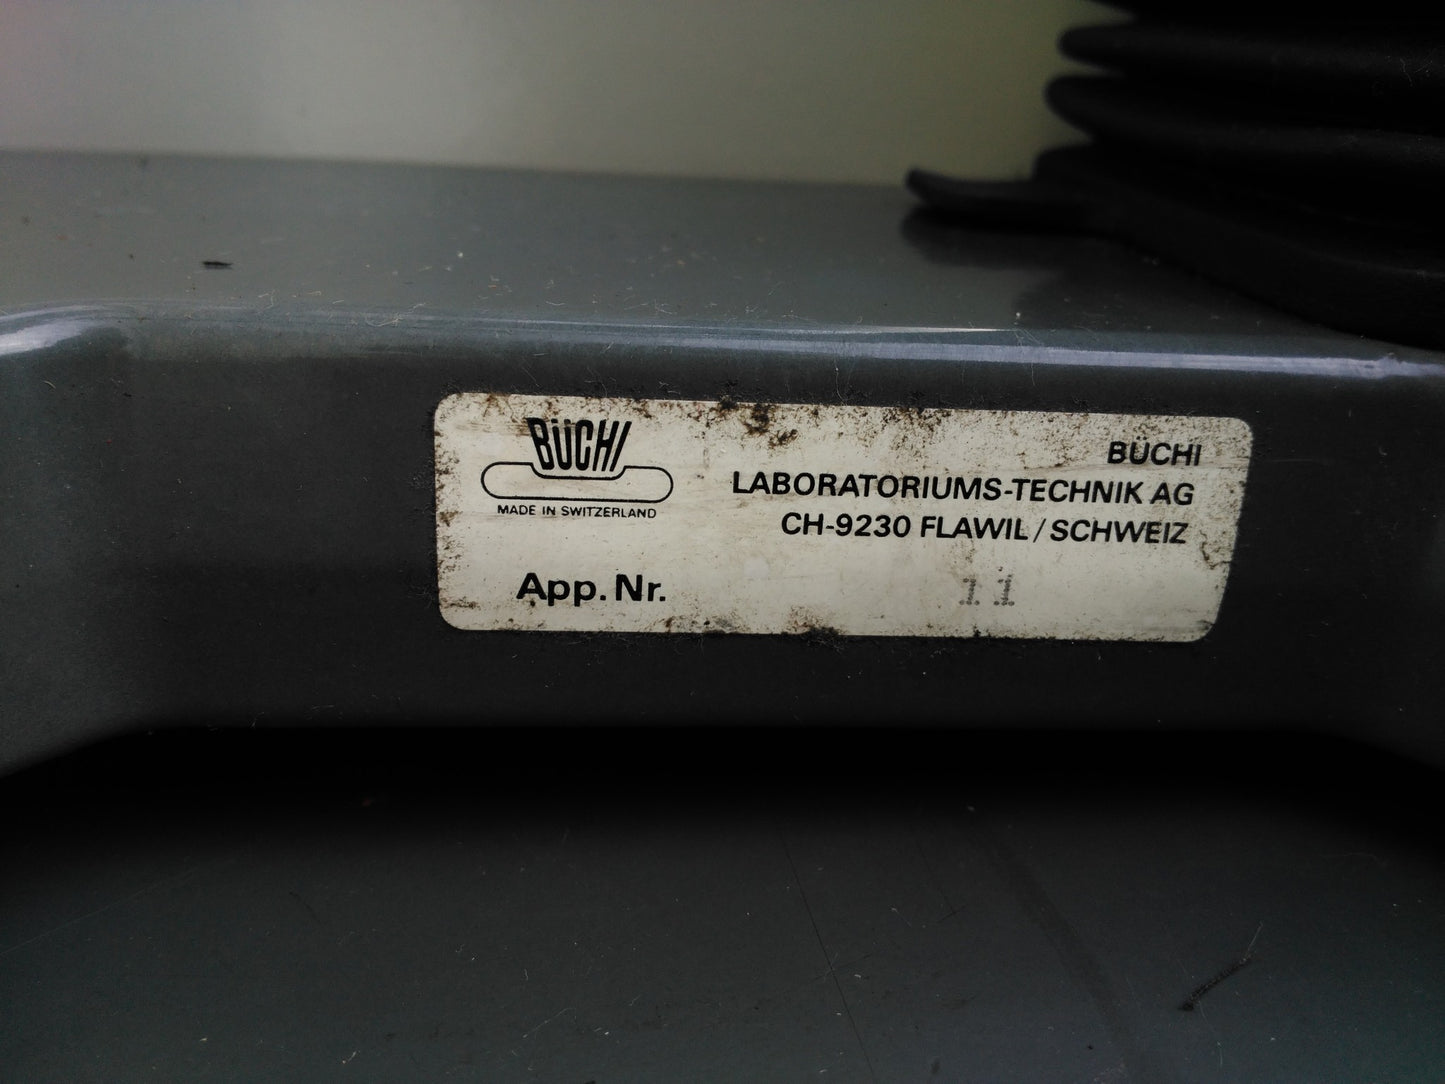 BÜCHI
MADE IN SWITZERLAND
BÜCHI
LABORATORIUMS-TECHNIK AG
CH-9230 FLAWIL / SCHWEIZ
App. Nr. 11